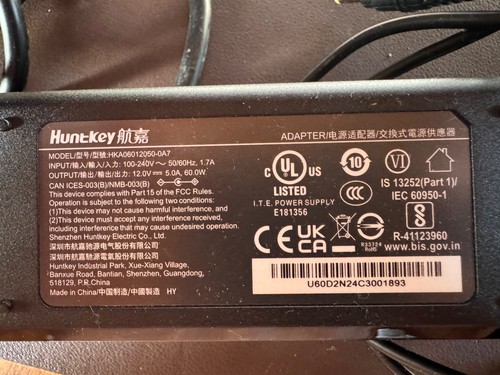 Huntkey 航嘉
ADAPTER/电源适配器/交換式電源供應器
MODEL/型号/型號:HKA06012050-0A7
INPUT/输入/輸入/入力: 100-240V～ 50/60Hz, 1.7A
OUTPUT/输出/輸出/出力: 12.0V⎓ 5.0A, 60.0W
CAN ICES-003(B)/NMB-003(B)
This device complies with Part 15 of the FCC Rules.
Operation is subject to the following two conditions:
(1)This device may not cause harmful interference, and
(2)This device must accept any interference received,
including interference that may cause undesired operation.
Shenzhen Huntkey Electric Co., Ltd.
深圳市航嘉驰源电气股份有限公司
深圳市航嘉馳源電氣股份有限公司
Huntkey Industrial Park, Xue-Xiang Village,
Banxue Road, Bantian, Shenzhen, Guangdong,
518129, P.R.China
Made in China/中国制造/中國製造 HY
c UL US
LISTED
I.T.E. POWER SUPPLY
E181356
10
CCC
VI
IS 13252(Part 1)/
IEC 60950-1
R-41123960
www.bis.gov.in
CE
UK
CA
R33724
RoHS
U60D2N24C3001893